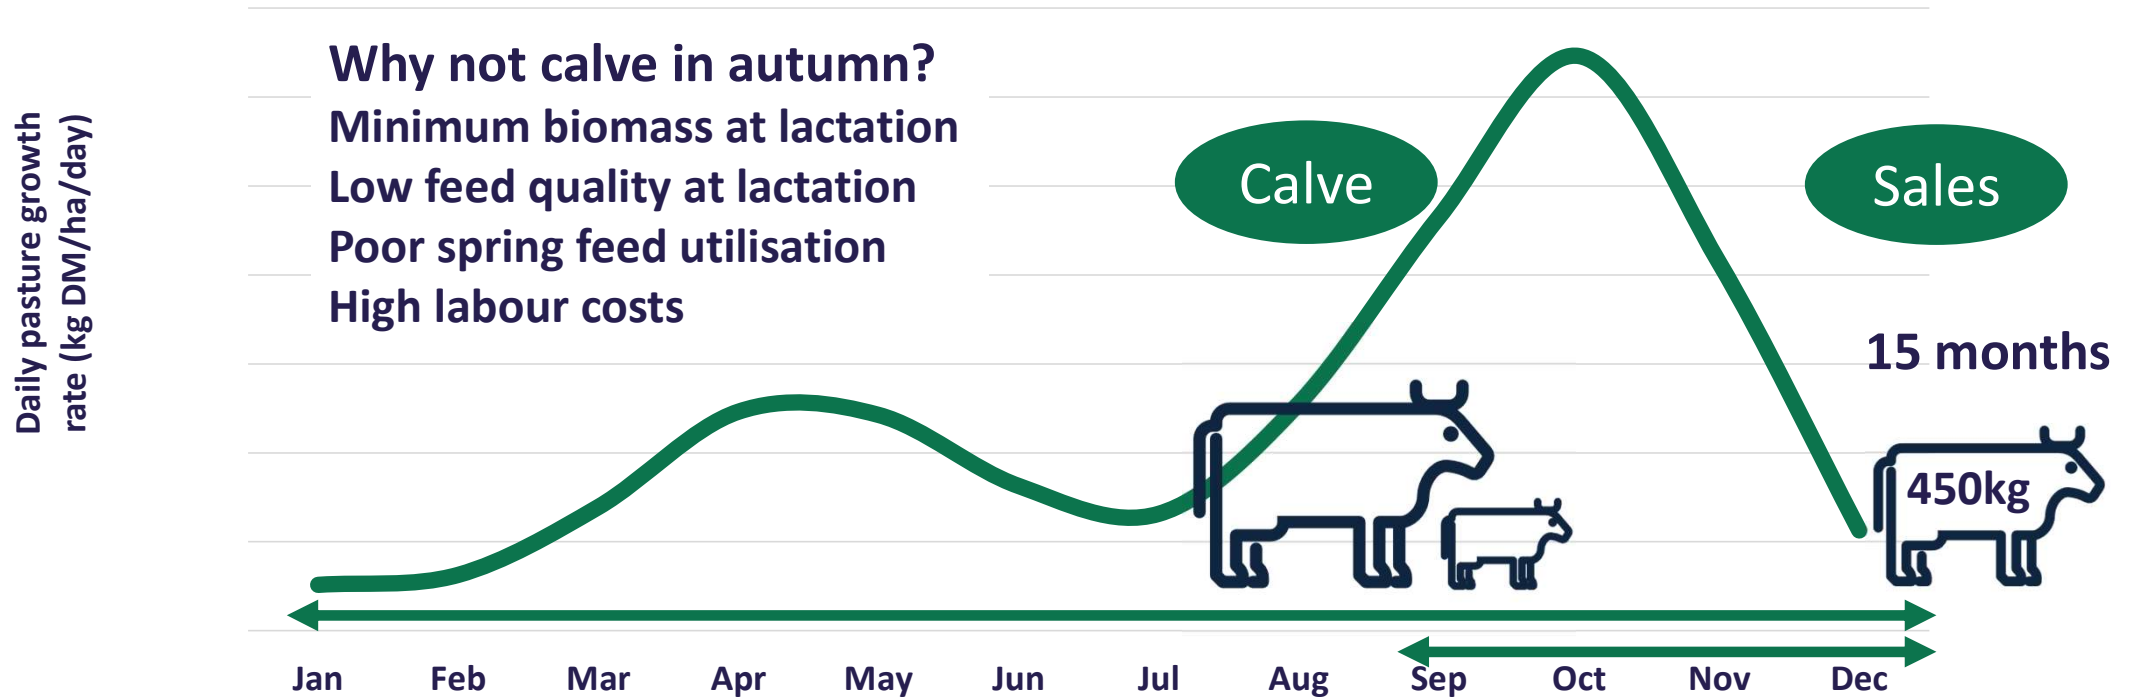 Why not calve in autumn?
Minimum biomass at lactation
Low feed quality at lactation
Poor spring feed utilisation
High labour costs
Daily pasture growth
rate (kg DM/ha/day)
Calve
Sales
15 months
450kg
Jan Feb Mar Apr May Jun Jul Aug Sep Oct Nov Dec